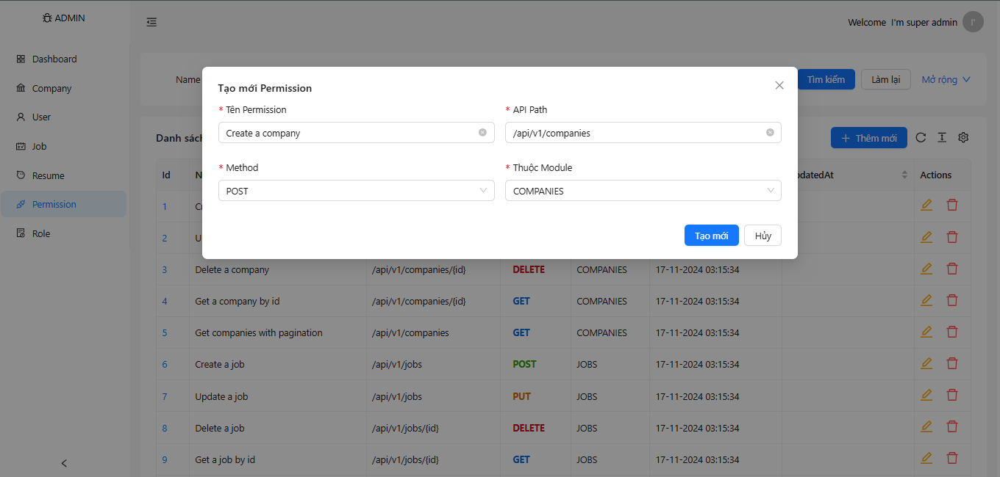 ADMIN
Welcome I'm super admin I'
Dashboard
Company
User
Job
Resume
Permission
Role
Name
Tìm kiếm
Làm lại
Mở rộng
Tạo mới Permission
* Tên Permission
Create a company
* API Path
/api/v1/companies
* Method
POST
* Thuộc Module
COMPANIES
Tạo mới
Hủy
Danh sách
Thêm mới
Id Actions
1
2
3 Delete a company /api/v1/companies/{id} DELETE COMPANIES 17-11-2024 03:15:34
4 Get a company by id /api/v1/companies/{id} GET COMPANIES 17-11-2024 03:15:34
5 Get companies with pagination /api/v1/companies GET COMPANIES 17-11-2024 03:15:34
6 Create a job /api/v1/jobs POST JOBS 17-11-2024 03:15:34
7 Update a job /api/v1/jobs PUT JOBS 17-11-2024 03:15:34
8 Delete a job /api/v1/jobs/{id} DELETE JOBS 17-11-2024 03:15:34
9 Get a job by id /api/v1/jobs/{id} GET JOBS 17-11-2024 03:15:34